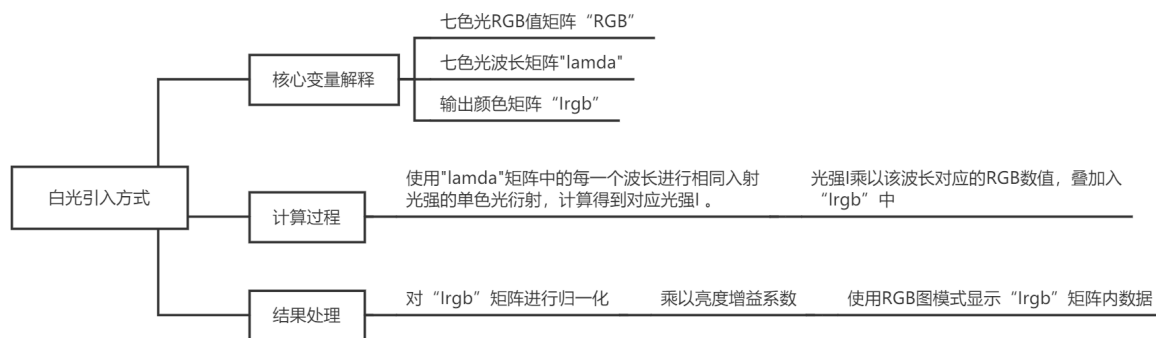 白光引入方式
核心变量解释
七色光RGB值矩阵“RGB”
七色光波长矩阵"lamda"
输出颜色矩阵“Irgb”
计算过程
使用"lamda"矩阵中的每一个波长进行相同入射
光强的单色光衍射，计算得到对应光强I 。
光强I乘以该波长对应的RGB数值，叠加入
“Irgb”中
结果处理
对“Irgb”矩阵进行归一化
乘以亮度增益系数
使用RGB图模式显示“Irgb”矩阵内数据